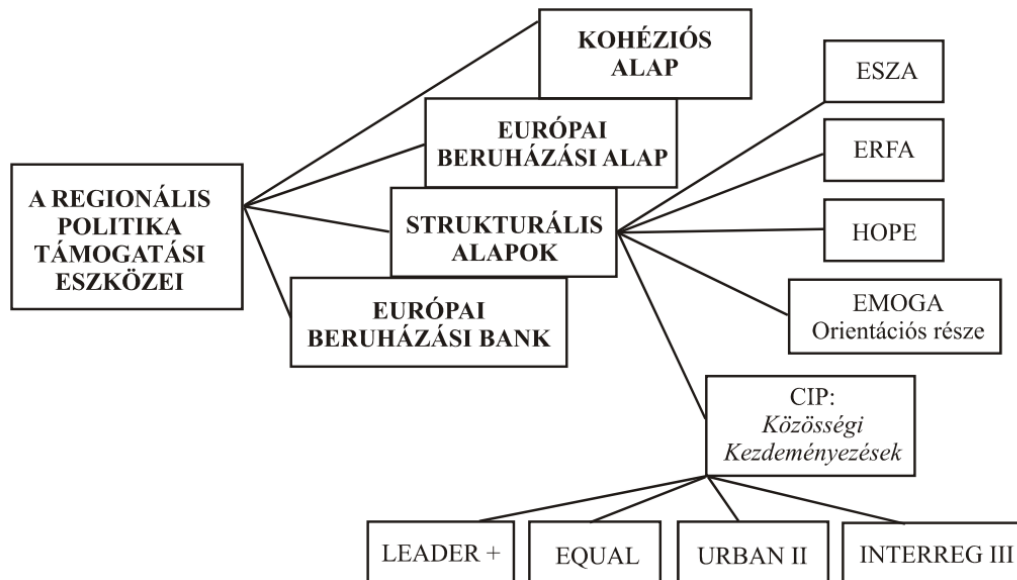 KOHÉZIÓS
ALAP
EURÓPAI
BERUHÁZÁSI ALAP
A REGIONÁLIS
POLITIKA
TÁMOGATÁSI
ESZKÖZEI
STRUKTURÁLIS
ALAPOK
EURÓPAI
BERUHÁZÁSI BANK
ESZA
ERFA
HOPE
EMOGA
Orientációs része
CIP:
Közösségi
Kezdeményezések
LEADER +
EQUAL
URBAN II
INTERREG III